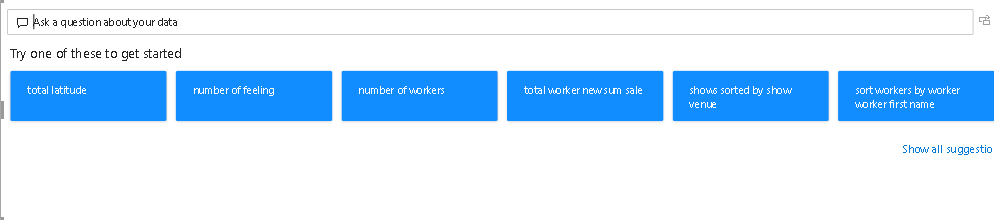 Ask a question about your data
Try one of these to get started
total latitude
number of feeling
number of workers
total worker new sum sale
shows sorted by show
venue
sort workers by worker
worker first name
Show all suggestio